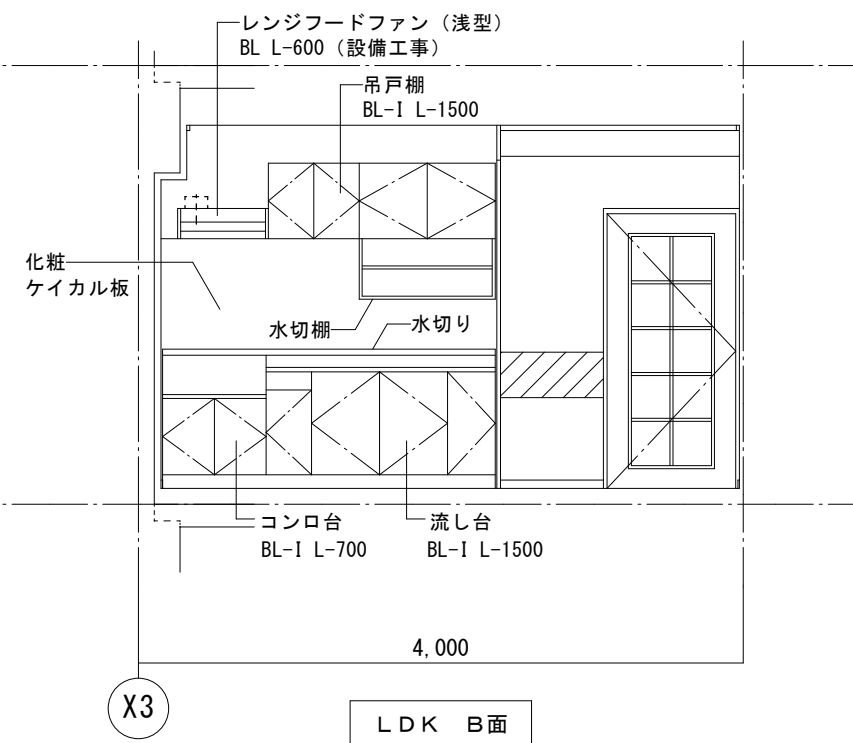 レンジフードファン（浅型）
BL L-600（設備工事）
吊戸棚
BL-I L-1500
化粧
ケイカル板
水切棚
水切り
コンロ台
BL-I L-700
流し台
BL-I L-1500
4,000
X3
LDK B面